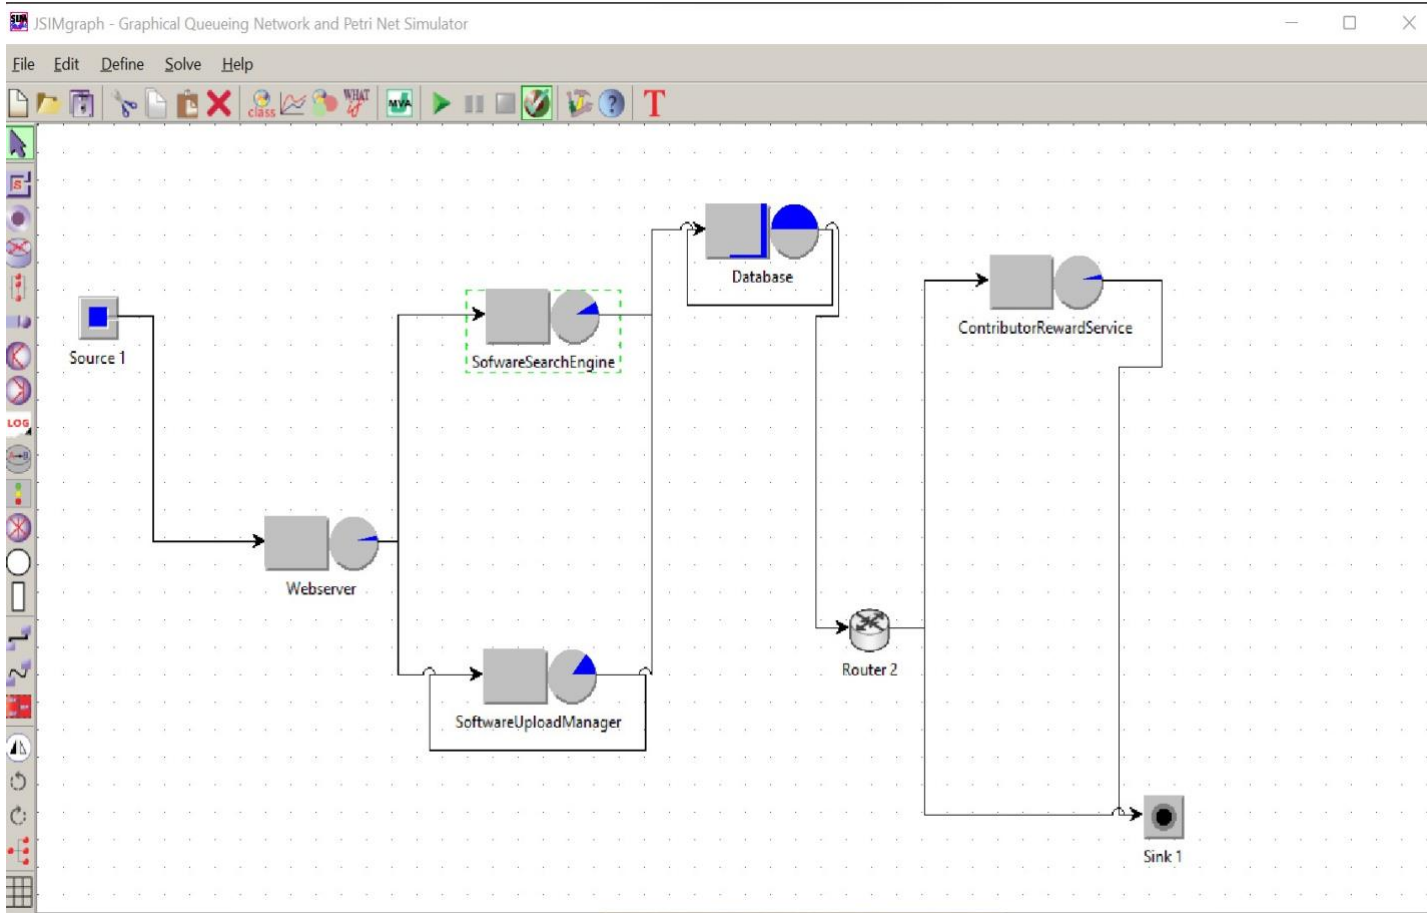 JSIMgraph - Graphical Queueing Network and Petri Net Simulator
File Edit Define Solve Help
class WHAT if MVA T
S
LOG
Database
ContributorRewardService
Source 1
SofwareSearchEngine
Webserver
Router 2
SoftwareUploadManager
Sink 1